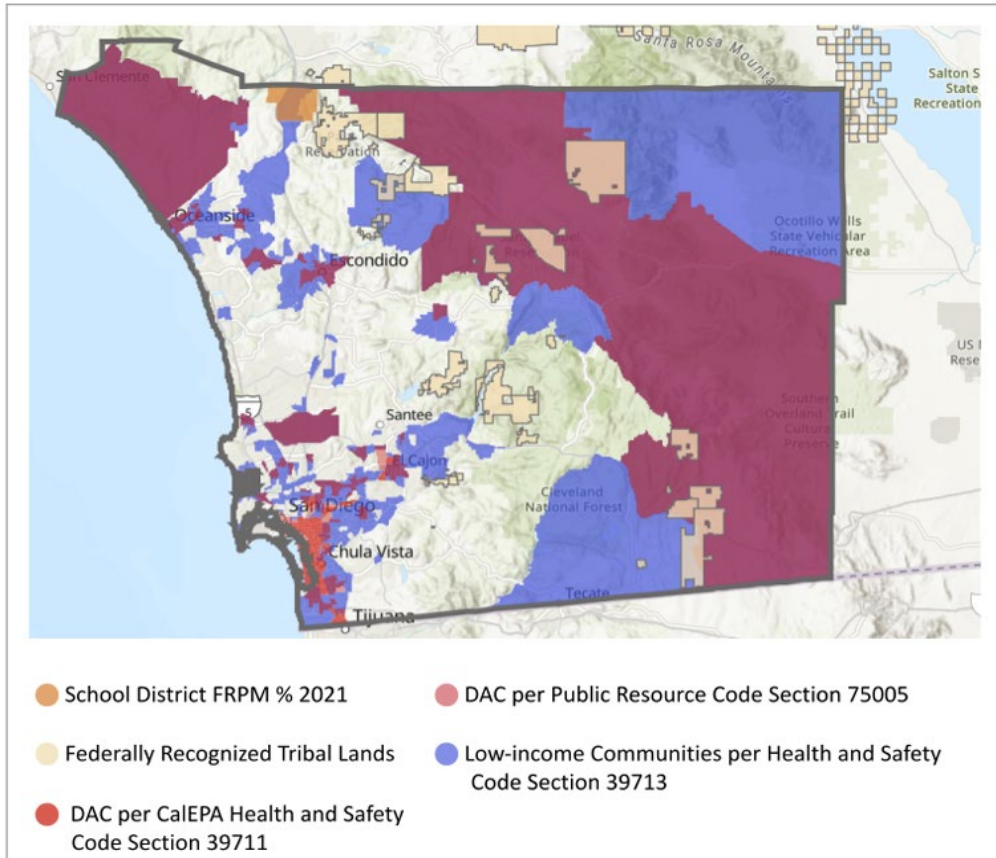 Santa Rosa Mount
San Clemente
Salton S
State
Recreation
Oceanside
Ocotillo Wells
State Vehicular
Recreation Area
Escondido
US
Rese
5
Santee
Southern
Overland Trail
Cultural
Preserve
El Cajon
Cleveland
National Forest
San Diego
Chula Vista
Tecate
Tijuana
School District FRPM % 2021
DAC per Public Resource Code Section 75005
Federally Recognized Tribal Lands
Low-income Communities per Health and Safety
Code Section 39713
DAC per CalEPA Health and Safety
Code Section 39711